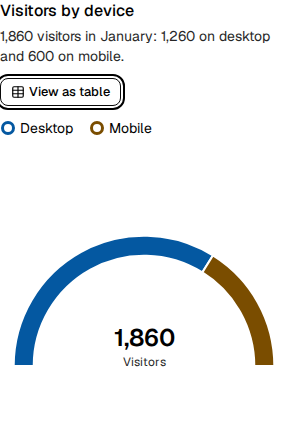 Visitors by device
1,860 visitors in January: 1,260 on desktop
and 600 on mobile.
View as table
Desktop Mobile
1,860
Visitors